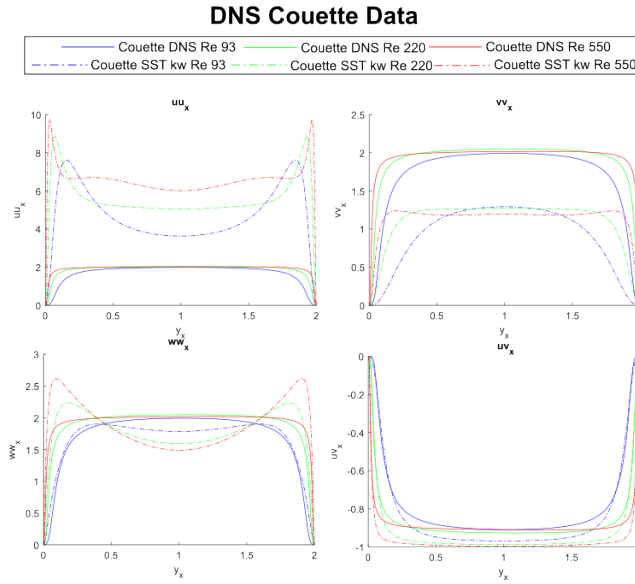 DNS Couette Data
Couette DNS Re 93 Couette DNS Re 220 Couette DNS Re 550
Couette SST kw Re 93 Couette SST kw Re 220 Couette SST kw Re 550
uu_x
vv_x
10
8
6
4
2
0
uu_x
0 0.5 1 1.5 2
y_x
2.5
2
1.5
1
0.5
0
vv_x
0 0.5 1 1.5
y_x
ww_x
uv_x
3
2.5
2
1.5
1
0.5
0
ww_x
0 0.5 1 1.5 2
y_x
0
-0.2
-0.4
-0.6
-0.8
-1
uv_x
0 0.5 1 1.5
y_x